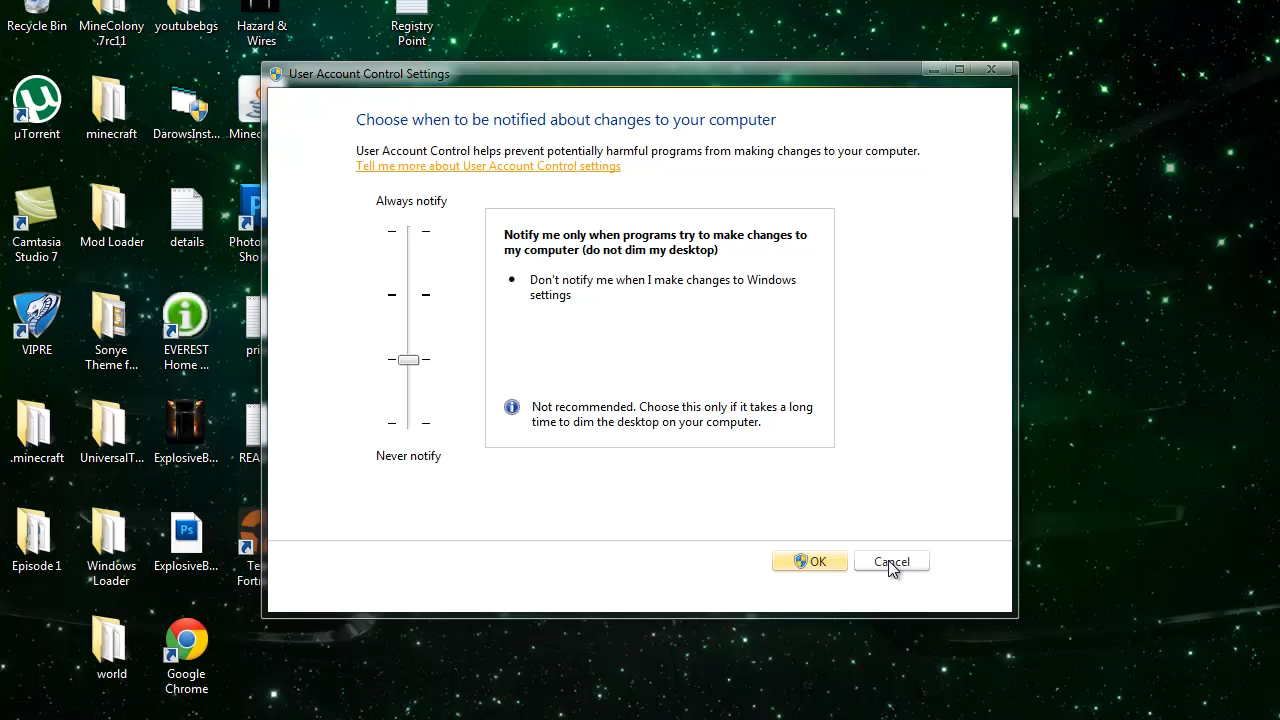 Recycle Bin
MineColony
.7rc11
youtubebgs
Hazard &
Wires
Registry
Point
User Account Control Settings
Choose when to be notified about changes to your computer
User Account Control helps prevent potentially harmful programs from making changes to your computer.
Tell me more about User Account Control settings
Always notify
Notify me only when programs try to make changes to
my computer (do not dim my desktop)
Don't notify me when I make changes to Windows
settings
Not recommended. Choose this only if it takes a long
time to dim the desktop on your computer.
Never notify
OK
Cancel
µTorrent
minecraft
DarowsInst...
Minec
Camtasia
Studio 7
Mod Loader
details
Photo
Sho
VIPRE
Sonye
Theme f...
EVEREST
Home ...
pri
.minecraft
UniversalT...
ExplosiveB...
REA
Episode 1
Windows
Loader
Ps
ExplosiveB...
Te
Fortr
world
Google
Chrome